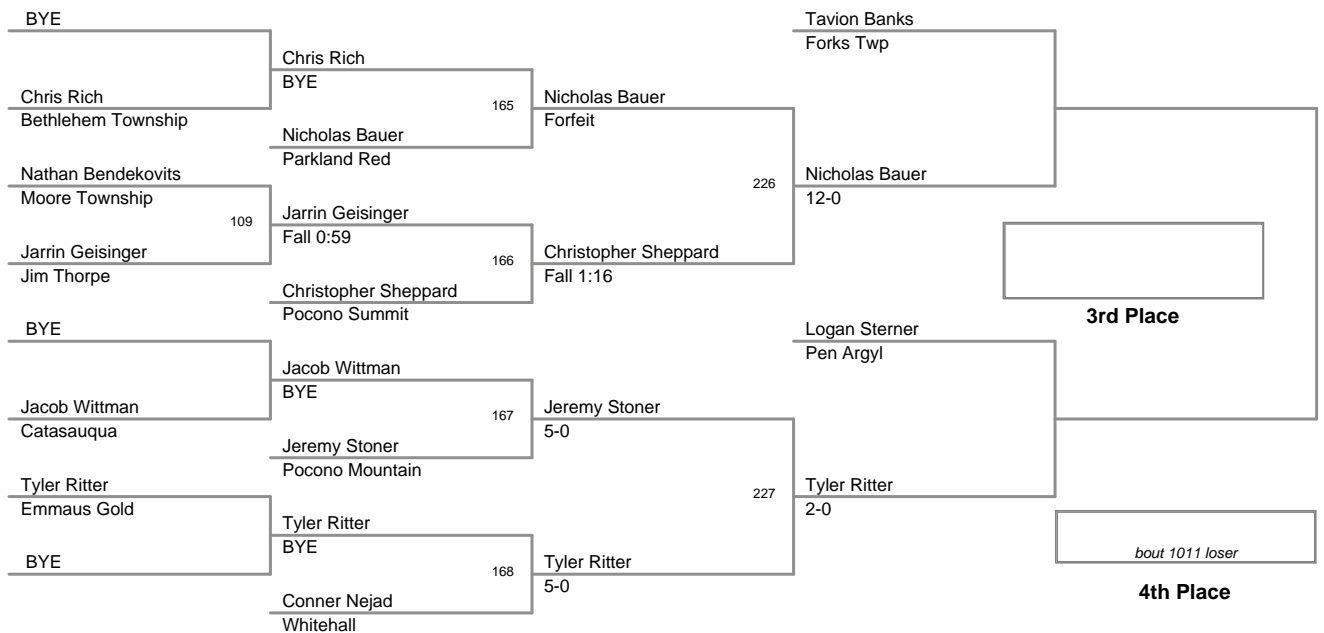 BYE
Chris Rich
Bethlehem Township
Nathan Bendekovits
Moore Township
109
Jarrin Geisinger
Jim Thorpe
BYE
Jacob Wittman
Catasauqua
Tyler Ritter
Emmaus Gold
BYE
Chris Rich
BYE
165
Nicholas Bauer
Parkland Red
Jarrin Geisinger
Fall 0:59
166
Christopher Sheppard
Pocono Summit
Jacob Wittman
BYE
167
Jeremy Stoner
Pocono Mountain
Tyler Ritter
BYE
168
Conner Nejad
Whitehall
Nicholas Bauer
Forfeit
226
Christopher Sheppard
Fall 1:16
Jeremy Stoner
5-0
227
Tyler Ritter
5-0
Tavion Banks
Forks Twp
Nicholas Bauer
12-0
Logan Sterner
Pen Argyl
Tyler Ritter
2-0
3rd Place
bout 1011 loser
4th Place